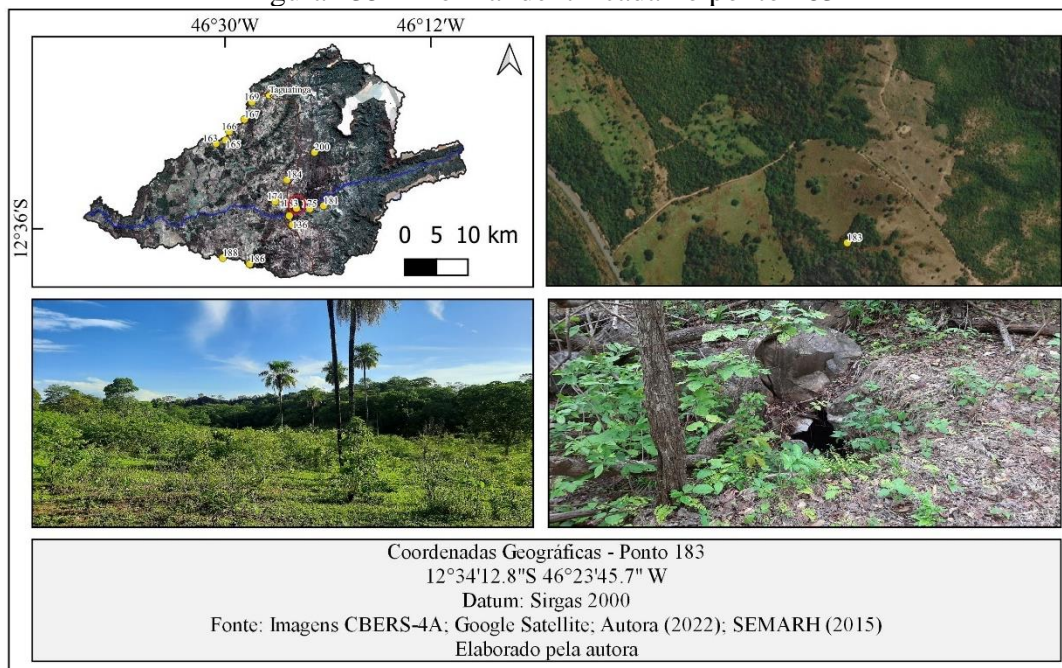 46°30'W
46°12'W
12°36'S
169
Taguatinga
167
166
163
165
200
184
181
175
136
188
186
0 5 10 km
183
Coordenadas Geográficas - Ponto 183
12°34'12.8"S 46°23'45.7" W
Datum: Sirgas 2000
Fonte: Imagens CBERS-4A; Google Satellite; Autora (2022); SEMARH (2015)
Elaborado pela autora